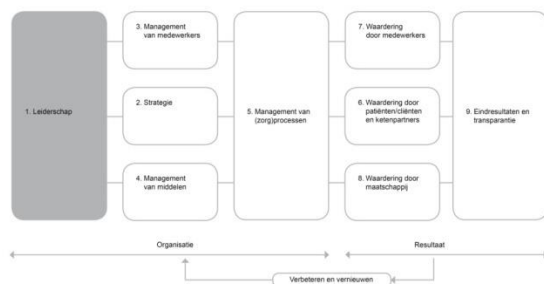 3. Management
van medewerkers
7. Waardering
door medewerkers
1. Leiderschap
2. Strategie
5. Management van
(zorg)processen
6. Waardering door
patiënten/cliënten
en ketenpartners
9. Eindresultaten en
transparantie
4. Management
van middelen
8. Waardering door
maatschappij
Organisatie
Resultaat
Verbeteren en vernieuwen